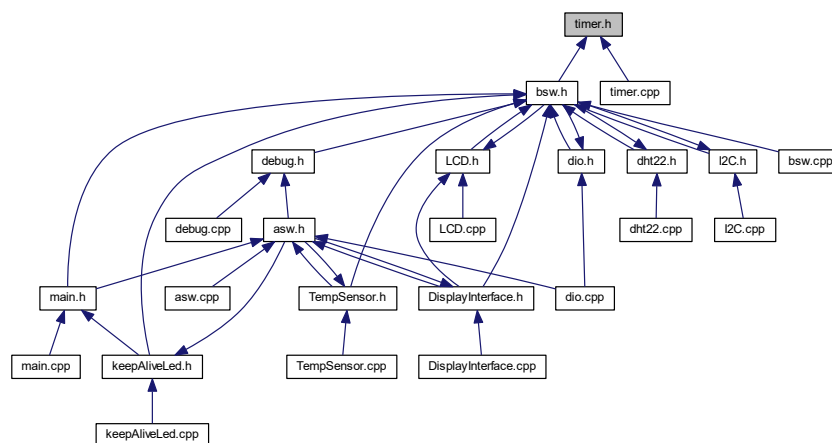 timer.h
bsw.h
timer.cpp
debug.h
LCD.h
dio.h
dht22.h
I2C.h
bsw.cpp
debug.cpp
asw.h
LCD.cpp
dht22.cpp
I2C.cpp
main.h
asw.cpp
TempSensor.h
DisplayInterface.h
dio.cpp
main.cpp
keepAliveLed.h
TempSensor.cpp
DisplayInterface.cpp
keepAliveLed.cpp